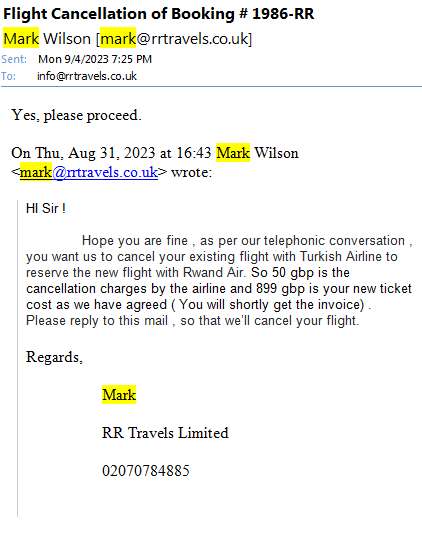 Flight Cancellation of Booking # 1986-RR
Mark Wilson [mark@rrtravels.co.uk]
Sent: Mon 9/4/2023 7:25 PM
To: info@rrtravels.co.uk
Yes, please proceed.
On Thu, Aug 31, 2023 at 16:43 Mark Wilson
<mark@rrtravels.co.uk> wrote:
HI Sir !
Hope you are fine , as per our telephonic conversation ,
you want us to cancel your existing flight with Turkish Airline to
reserve the new flight with Rwand Air. So 50 gbp is the
cancellation charges by the airline and 899 gbp is your new ticket
cost as we have agreed ( You will shortly get the invoice) .
Please reply to this mail , so that we'll cancel your flight.
Regards,
Mark
RR Travels Limited
02070784885